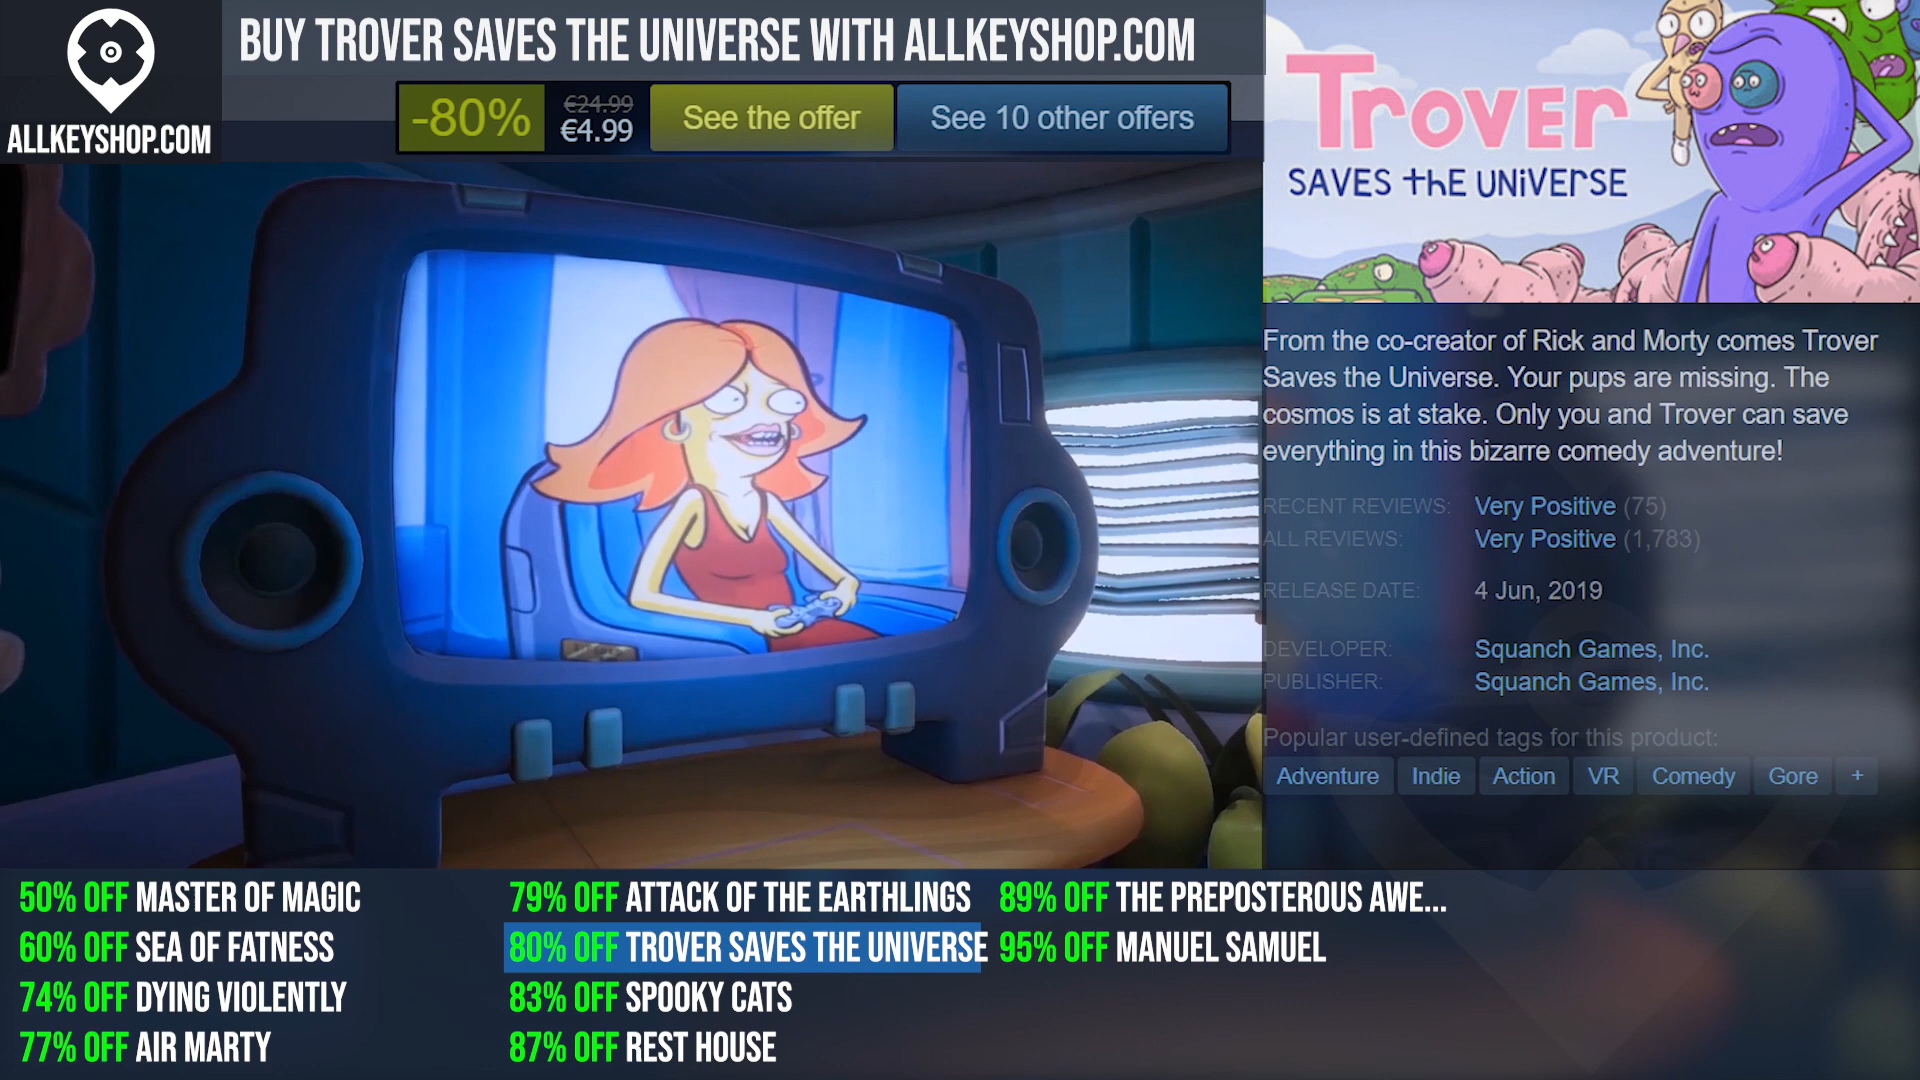 BUY TROVER SAVES THE UNIVERSE WITH ALLKEYSHOP.COM
ALLKEYSHOP.COM
-80%
€24.99
€4.99
See the offer
See 10 other offers
Trover
SAVES thE UNiVErSE
From the co-creator of Rick and Morty comes Trover
Saves the Universe. Your pups are missing. The
cosmos is at stake. Only you and Trover can save
everything in this bizarre comedy adventure!
RECENT REVIEWS: Very Positive (75)
ALL REVIEWS: Very Positive (1,783)
RELEASE DATE: 4 Jun, 2019
DEVELOPER: Squanch Games, Inc.
PUBLISHER: Squanch Games, Inc.
Popular user-defined tags for this product:
Adventure Indie Action VR Comedy Gore +
50% OFF MASTER OF MAGIC
60% OFF SEA OF FATNESS
74% OFF DYING VIOLENTLY
77% OFF AIR MARTY
79% OFF ATTACK OF THE EARTHLINGS
80% OFF TROVER SAVES THE UNIVERSE
83% OFF SPOOKY CATS
87% OFF REST HOUSE
89% OFF THE PREPOSTEROUS AWE...
95% OFF MANUEL SAMUEL